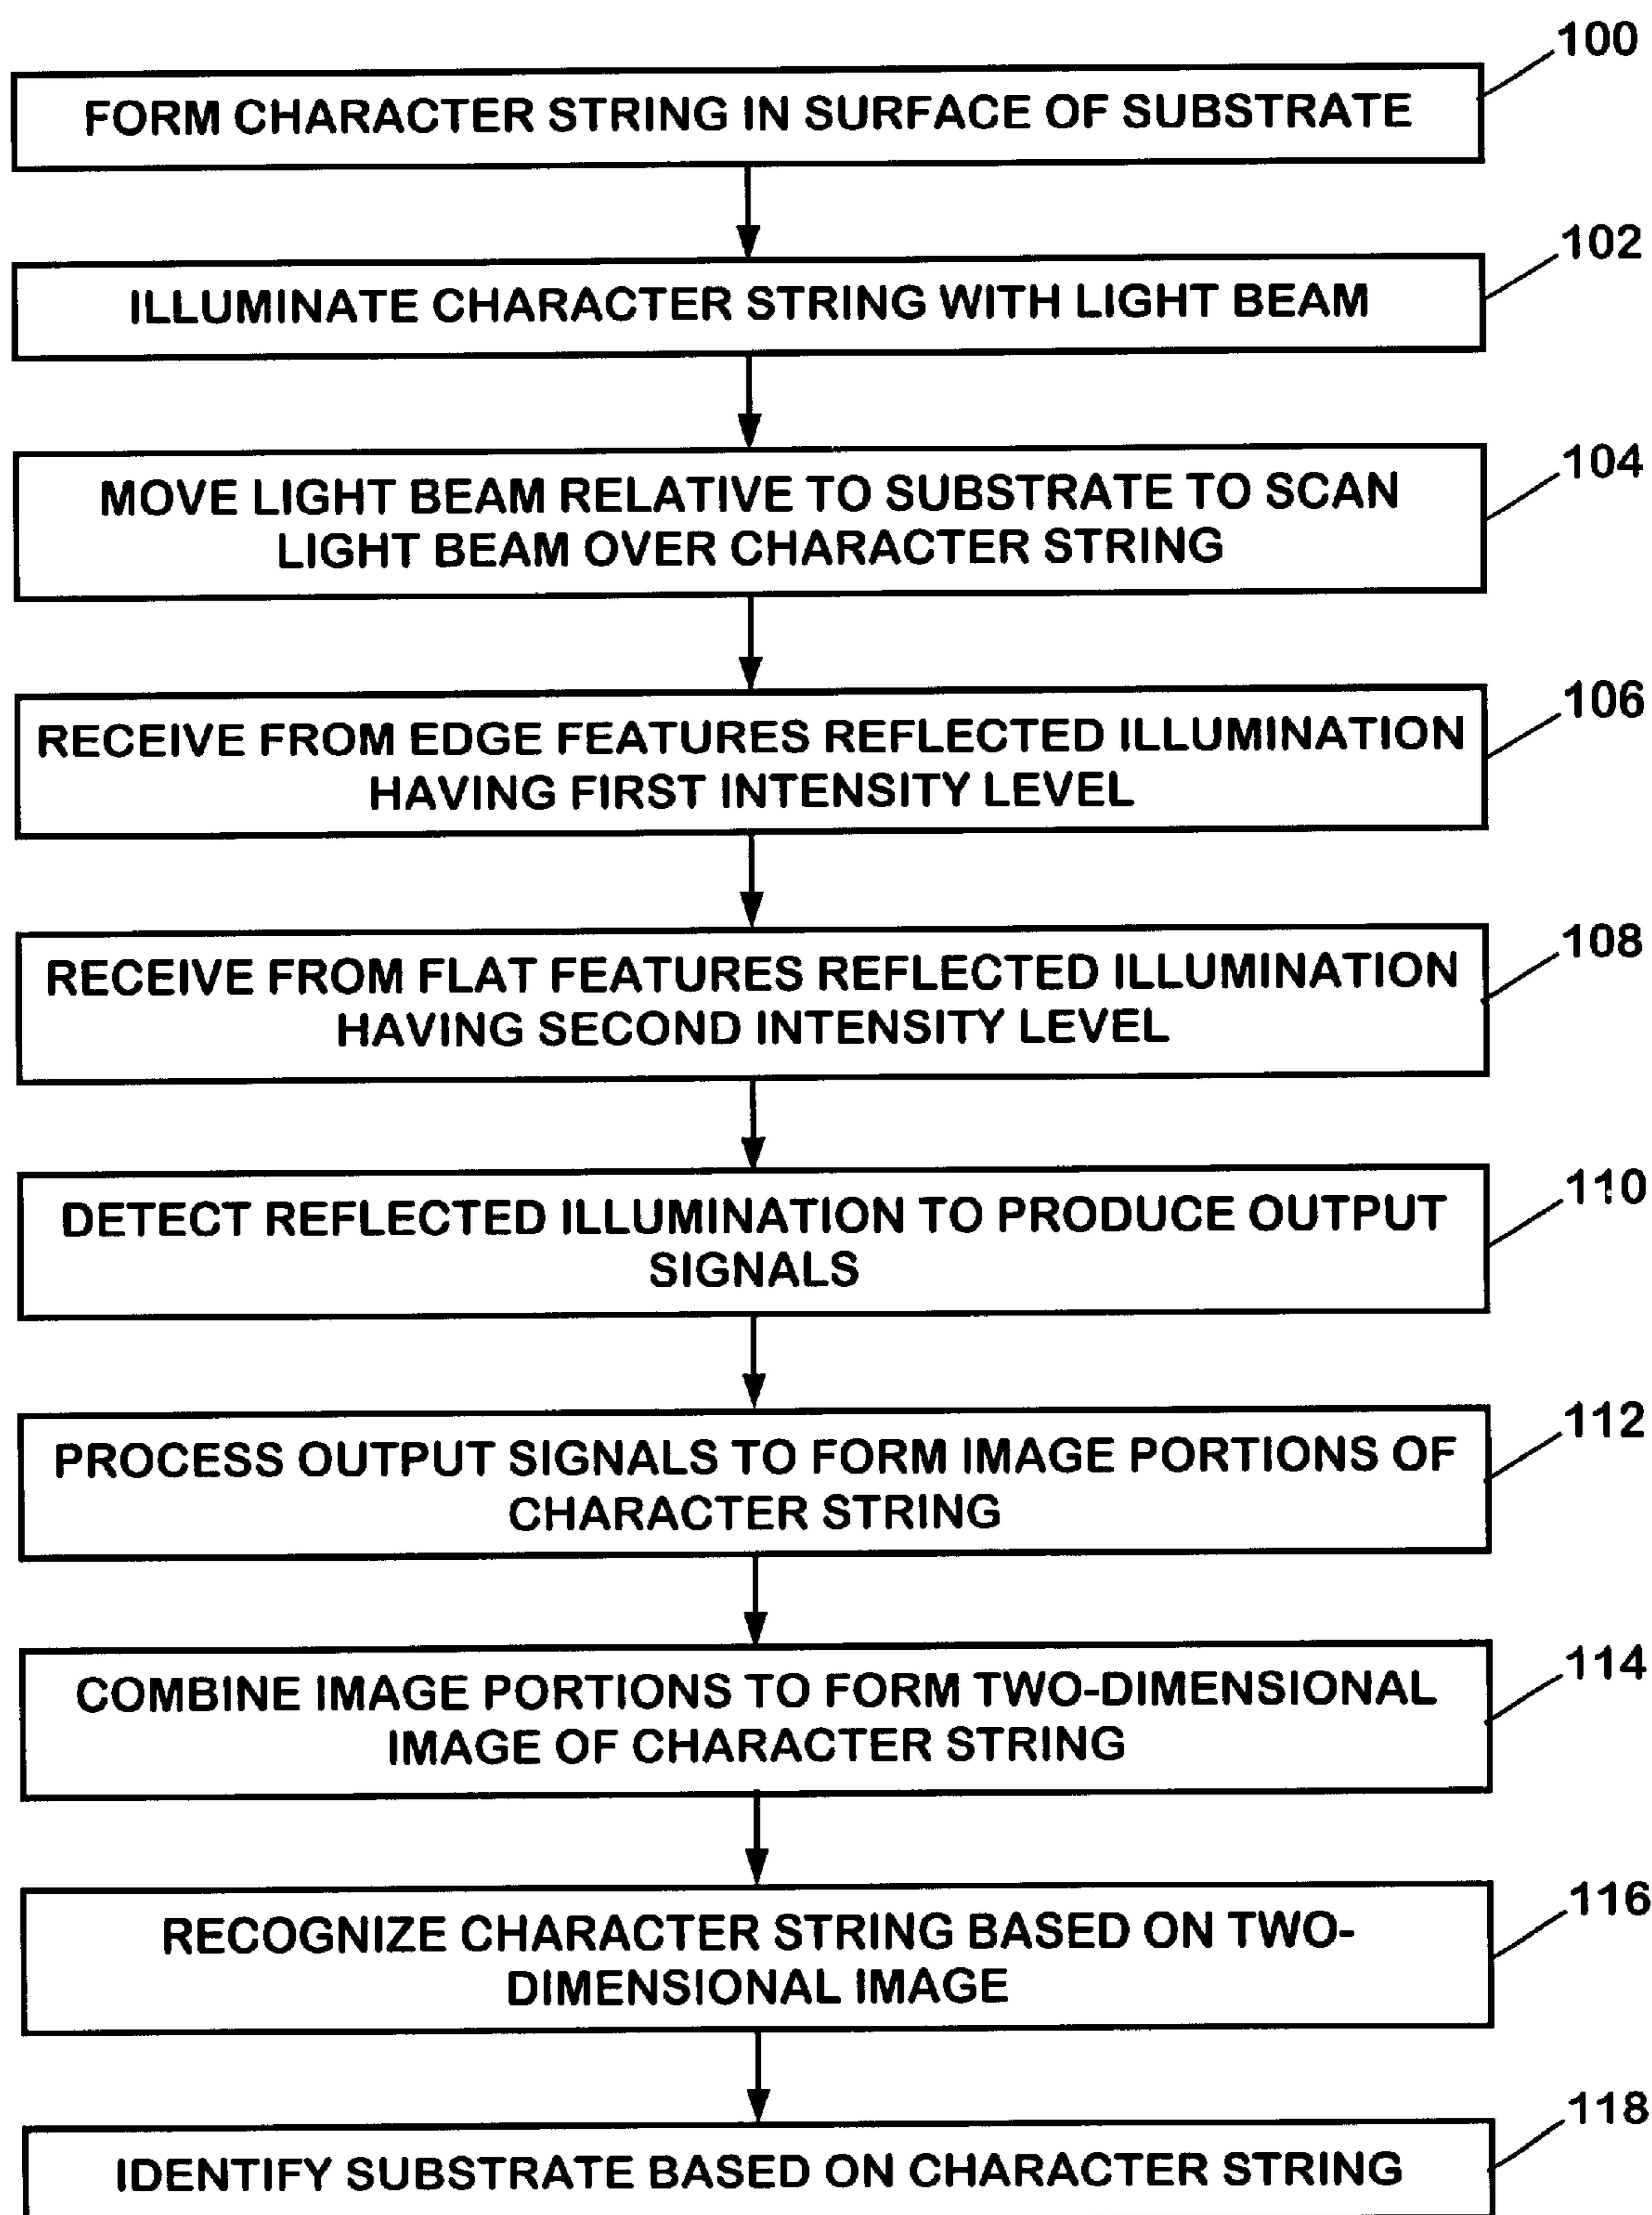 100
FORM CHARACTER STRING IN SURFACE OF SUBSTRATE
102
ILLUMINATE CHARACTER STRING WITH LIGHT BEAM
104
MOVE LIGHT BEAM RELATIVE TO SUBSTRATE TO SCAN
LIGHT BEAM OVER CHARACTER STRING
106
RECEIVE FROM EDGE FEATURES REFLECTED ILLUMINATION
HAVING FIRST INTENSITY LEVEL
108
RECEIVE FROM FLAT FEATURES REFLECTED ILLUMINATION
HAVING SECOND INTENSITY LEVEL
110
DETECT REFLECTED ILLUMINATION TO PRODUCE OUTPUT
SIGNALS
112
PROCESS OUTPUT SIGNALS TO FORM IMAGE PORTIONS OF
CHARACTER STRING
114
COMBINE IMAGE PORTIONS TO FORM TWO-DIMENSIONAL
IMAGE OF CHARACTER STRING
116
RECOGNIZE CHARACTER STRING BASED ON TWO-
DIMENSIONAL IMAGE
118
IDENTIFY SUBSTRATE BASED ON CHARACTER STRING